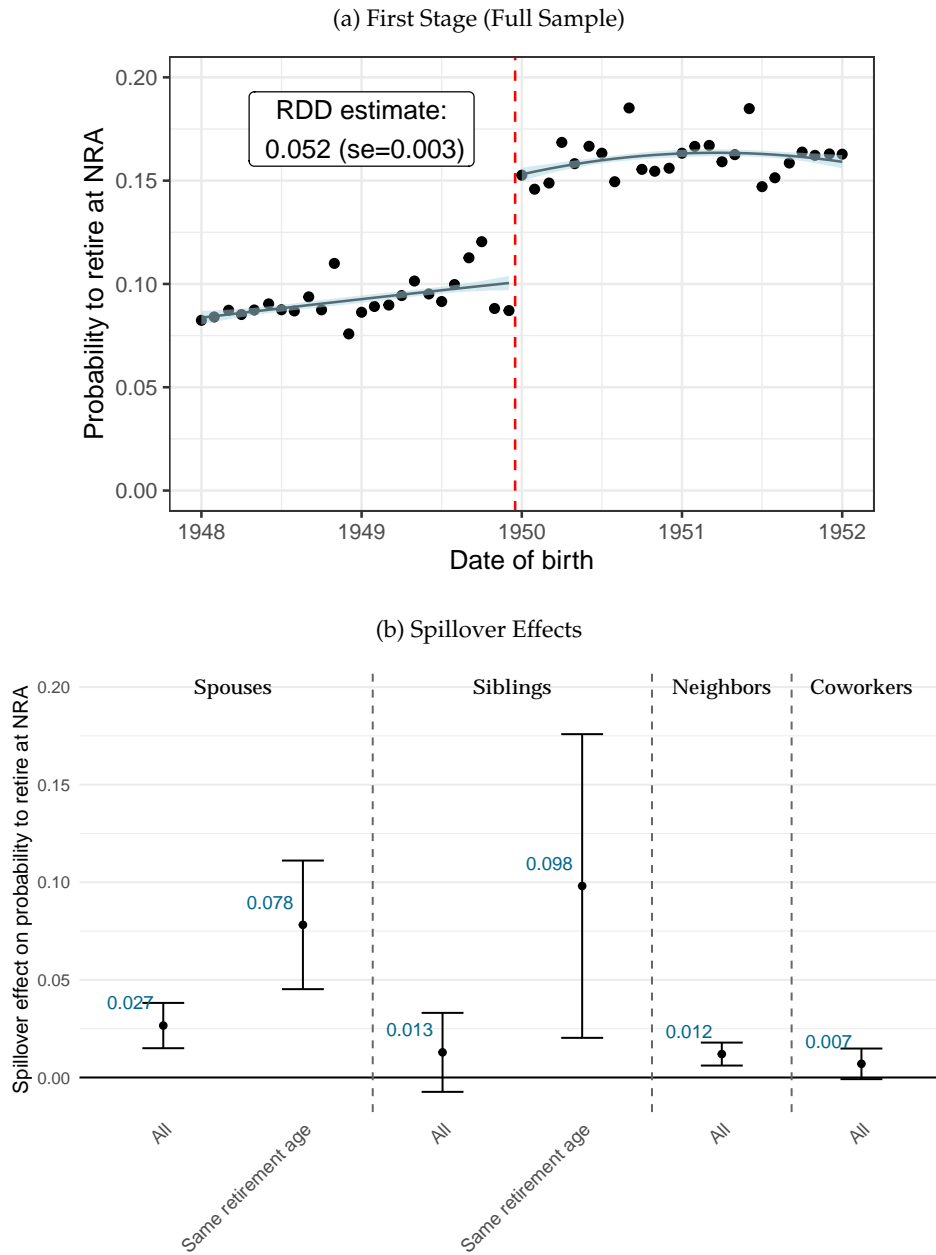 (a) First Stage (Full Sample)
Probability to retire at NRA
0.20
0.15
0.10
0.05
0.00
RDD estimate:
0.052 (se=0.003)
1948 1949 1950 1951 1952
Date of birth
(b) Spillover Effects
Spillover effect on probability to retire at NRA
0.20
0.15
0.10
0.05
0.00
Spouses Siblings Neighbors Coworkers
0.027
0.078
0.013
0.098
0.012
0.007
All
Same retirement age
All
Same retirement age
All
All